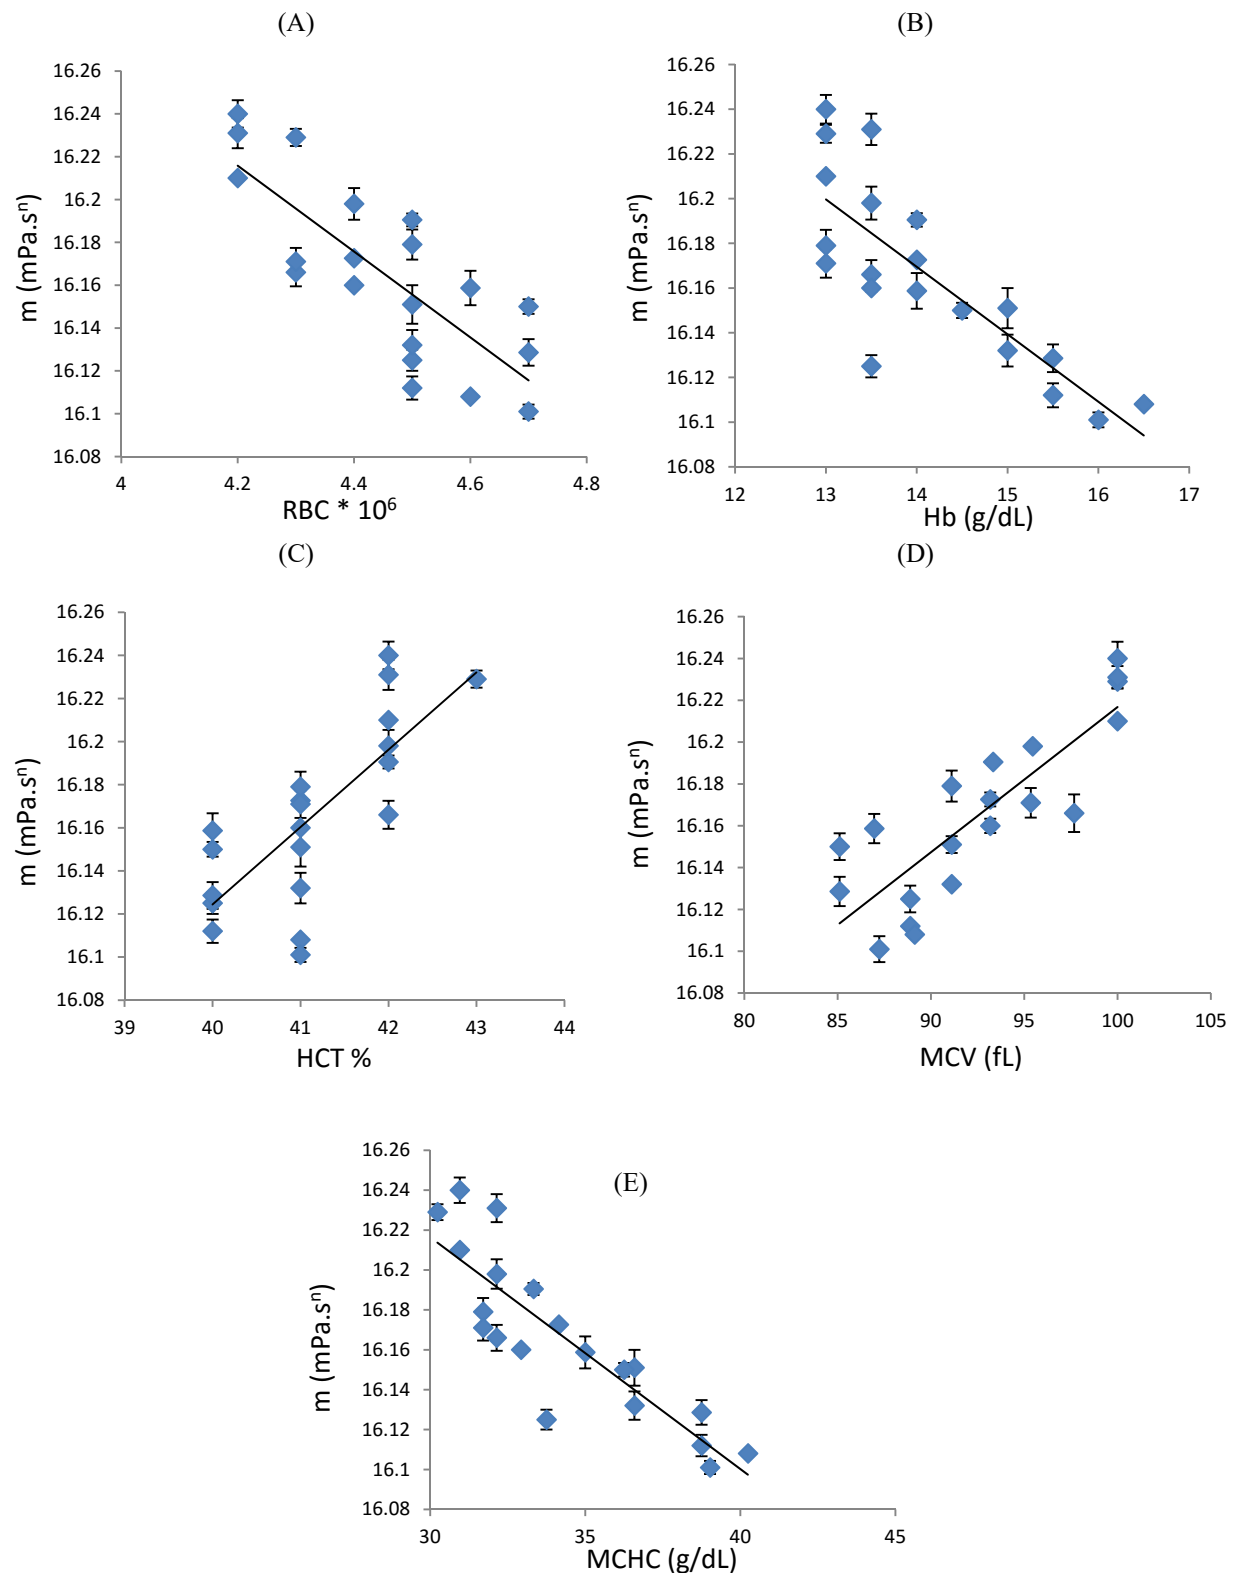 (A)
16.26
16.24
16.22
16.2
16.18
16.16
16.14
16.12
16.1
16.08
m (mPa.sⁿ)
4 4.2 4.4 4.6 4.8
RBC * 10⁶
(B)
16.26
16.24
16.22
16.2
16.18
16.16
16.14
16.12
16.1
16.08
m (mPa.sⁿ)
12 13 14 15 16 17
Hb (g/dL)
(C)
16.26
16.24
16.22
16.2
16.18
16.16
16.14
16.12
16.1
16.08
m (mPa.sⁿ)
39 40 41 42 43 44
HCT %
(D)
16.26
16.24
16.22
16.2
16.18
16.16
16.14
16.12
16.1
16.08
m (mPa.sⁿ)
80 85 90 95 100 105
MCV (fL)
(E)
16.26
16.24
16.22
16.2
16.18
16.16
16.14
16.12
16.1
16.08
m (mPa.sⁿ)
30 35 40 45
MCHC (g/dL)